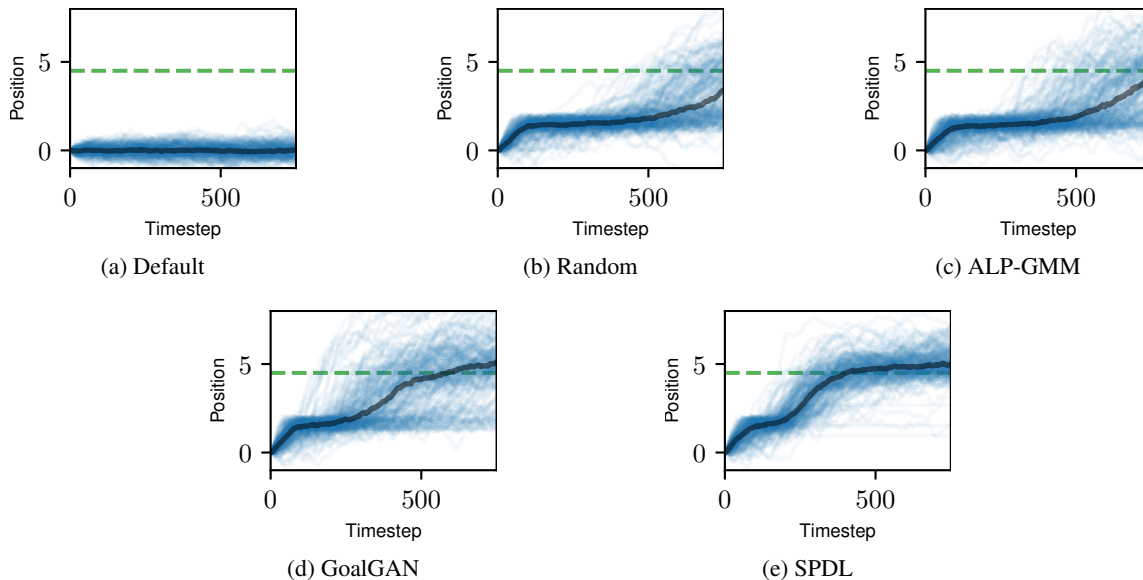 5
Position
0
0
500
Timestep
(a) Default
5
Position
0
0
500
Timestep
(b) Random
5
Position
0
0
500
Timestep
(c) ALP-GMM
5
Position
0
0
500
Timestep
(d) GoalGAN
5
Position
0
0
500
Timestep
(e) SPDL